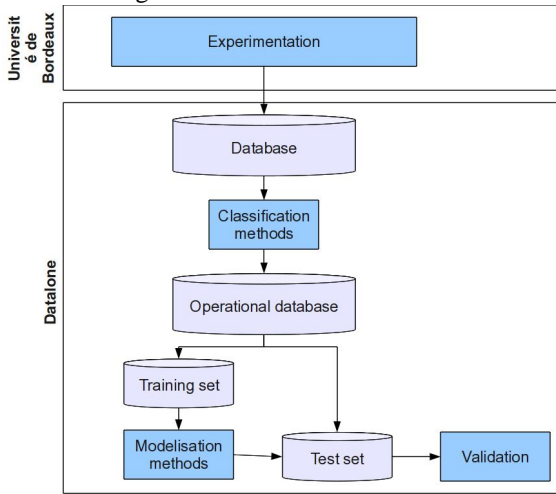 Universit
é de
Bordeaux
Experimentation
Datalone
Database
Classification
methods
Operational database
Training set
Modelisation
methods
Test set
Validation